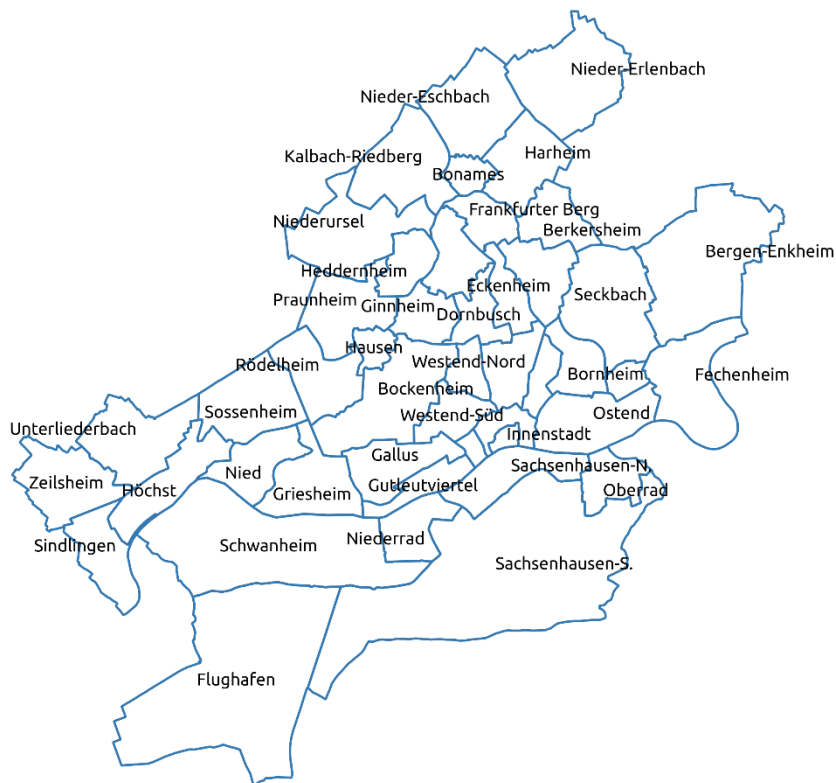 Nieder-Erlenbach
Nieder-Eschbach
Kalbach-Riedberg
Harheim
Bonames
Frankfurter Berg
Niederursel
Berkersheim
Bergen-Enkheim
Heddernheim
Eckenheim
Seckbach
Praunheim
Ginnheim
Dornbusch
Hausen
Rödelheim
Westend-Nord
Bornheim
Fechenheim
Bockenheim
Sossenheim
Westend-Süd
Ostend
Unterliederbach
Innenstadt
Gallus
Sachsenhausen-N.
Nied
Zeilsheim
Höchst
Griesheim
Gutleutviertel
Oberrad
Sindlingen
Schwanheim
Niederrad
Sachsenhausen-S.
Flughafen